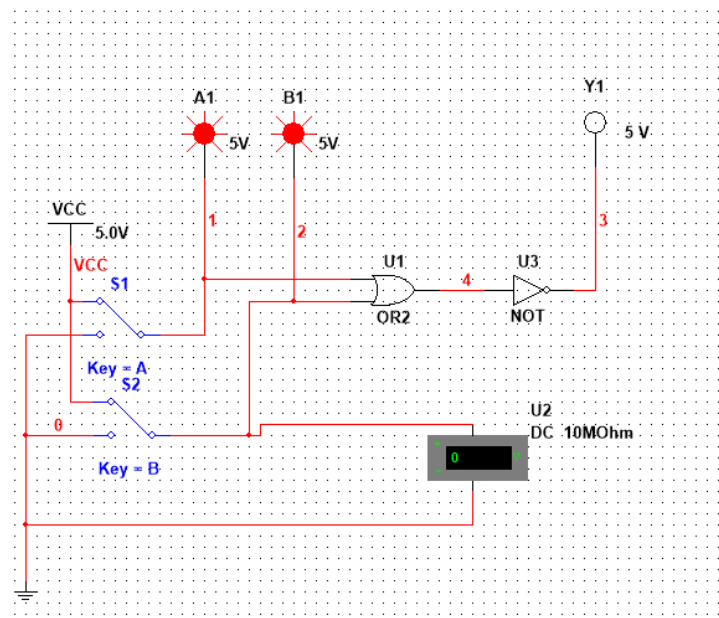 Y1
A1 B1
5V 5V 5 V
VCC
5.0V
1
2
3
VCC
S1
U1 U3
4
OR2 NOT
Key = A
S2
0
U2
DC 10MOhm
+
0 V
-
Key = B